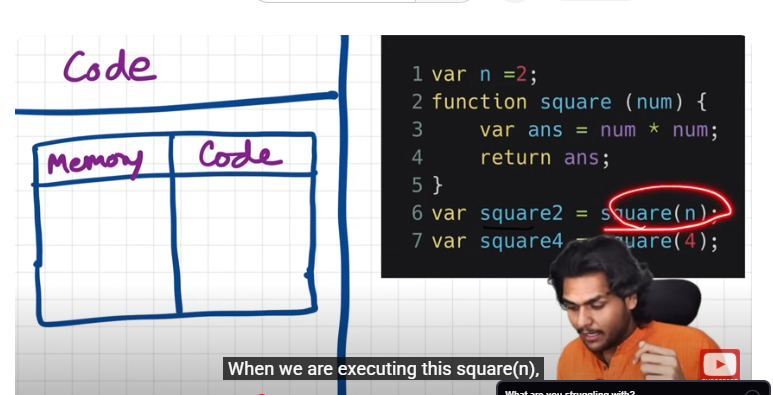 Code
Memory Code
1 var n =2;
2 function square (num) {
3 var ans = num * num;
4 return ans;
5 }
6 var square2 = square(n);
7 var square4 = square(4);
When we are executing this square(n),
What are you struggling with?